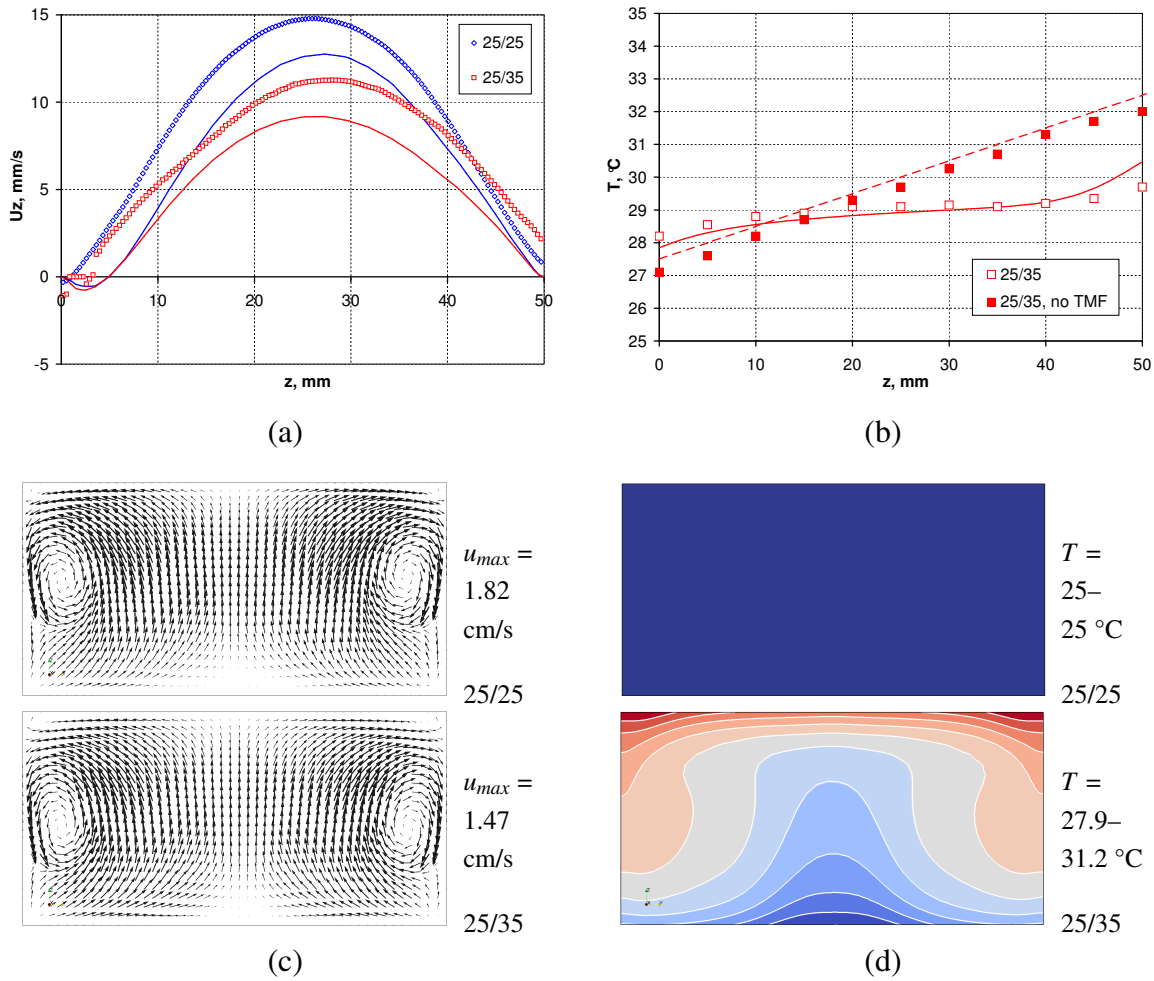 15
10
5
0
-5
Uz, mm/s
0
10
20
30
40
50
z, mm
25/25
25/35
(a)
35
34
33
32
31
30
29
28
27
26
25
T, °C
0
10
20
30
40
50
z, mm
25/35
25/35, no TMF
(b)
umax =
1.82
cm/s
25/25
umax =
1.47
cm/s
25/35
(c)
T =
25–
25 °C
25/25
T =
27.9–
31.2 °C
25/35
(d)